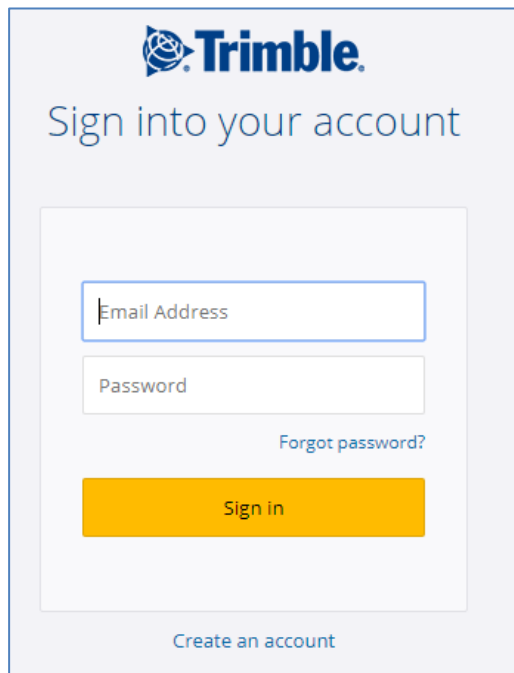 Trimble.
Sign into your account
Email Address
Password
Forgot password?
Sign in
Create an account